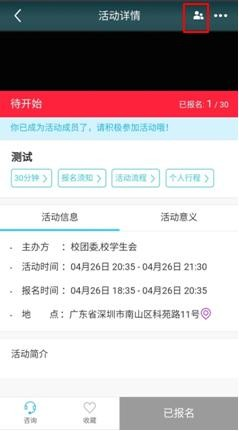 活动详情
待开始
已报名: 1 / 30
你已成为活动成员了，请积极参加活动哦！
测试
30分钟
报名须知
活动流程
个人行程
活动信息
活动意义
- 主办方 ： 校团委,校学生会
- 活动时间 ： 04月26日 20:35 - 04月26日 21:30
- 报名时间 ： 04月26日 18:35 - 04月26日 20:35
- 地 点 ： 广东省深圳市南山区科苑路11号
活动简介
咨询
收藏
已报名